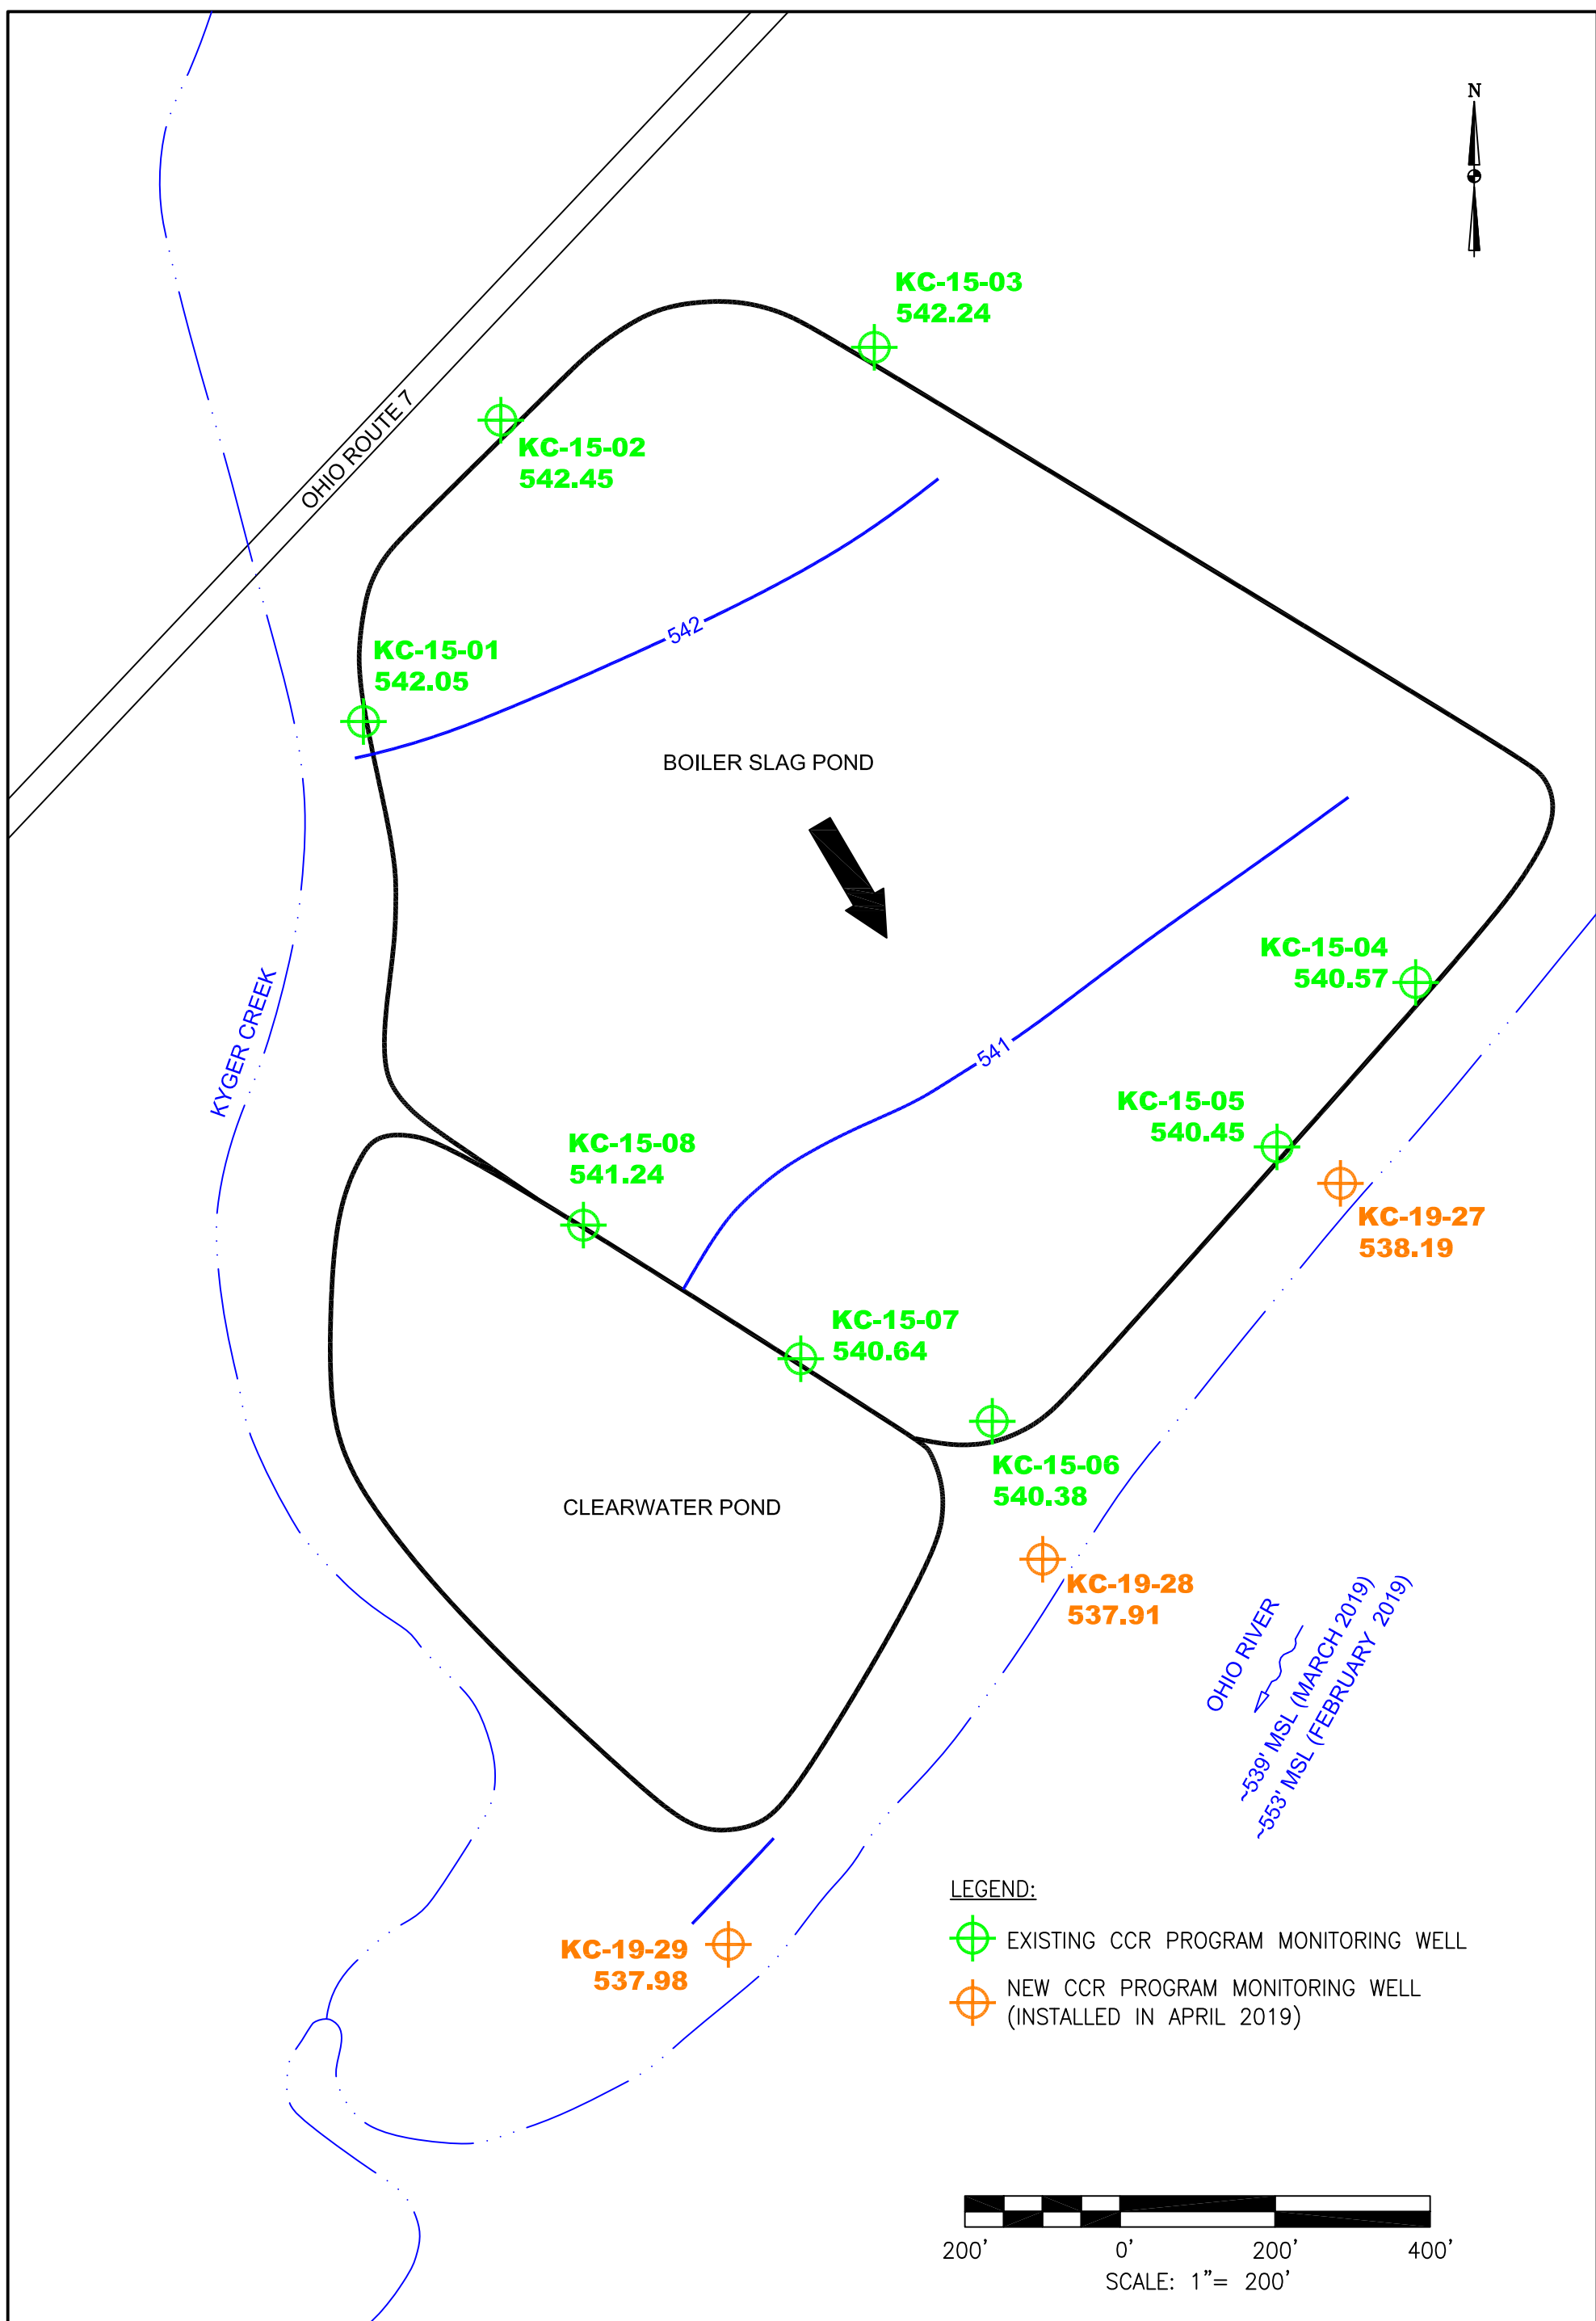 N
KC-15-03
542.24
OHIO ROUTE 7
KC-15-02
542.45
542
KC-15-01
542.05
BOILER SLAG POND
KC-15-04
540.57
KYGER CREEK
541
KC-15-05
540.45
KC-15-08
541.24
KC-19-27
538.19
KC-15-07
540.64
KC-15-06
540.38
CLEARWATER POND
KC-19-28
537.91
OHIO RIVER
~539' MSL (MARCH 2019)
~553' MSL (FEBRUARY 2019)
KC-19-29
537.98
LEGEND:
EXISTING CCR PROGRAM MONITORING WELL
NEW CCR PROGRAM MONITORING WELL
(INSTALLED IN APRIL 2019)
200' 0' 200' 400'
SCALE: 1"= 200'